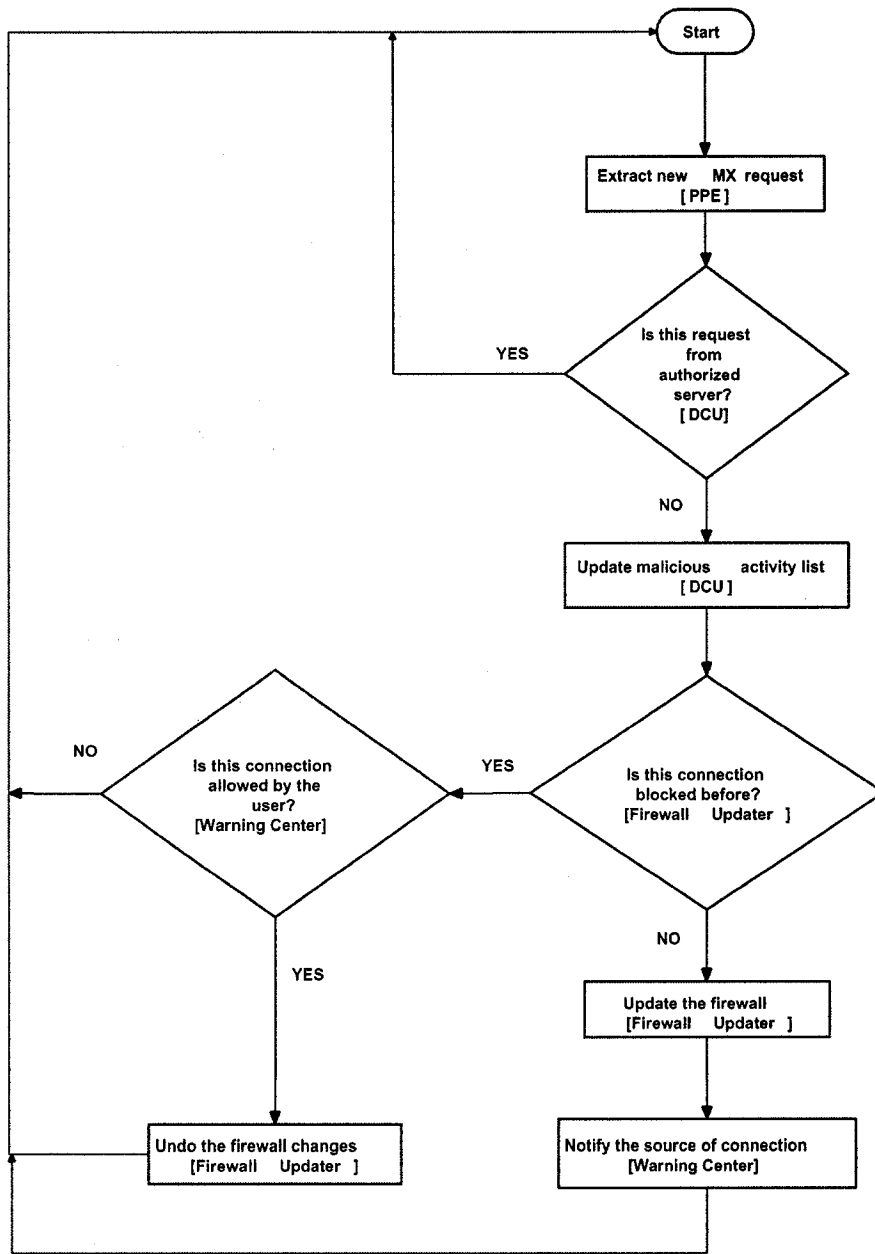 Start
Extract new MX request
[ PPE ]
Is this request
from
authorized
server?
[ DCU]
YES
NO
Update malicious activity list
[ DCU ]
Is this connection
blocked before?
[Firewall Updater ]
YES
Is this connection
allowed by the
user?
[Warning Center]
NO
YES
NO
Update the firewall
[Firewall Updater ]
Undo the firewall changes
[Firewall Updater ]
Notify the source of connection
[Warning Center]